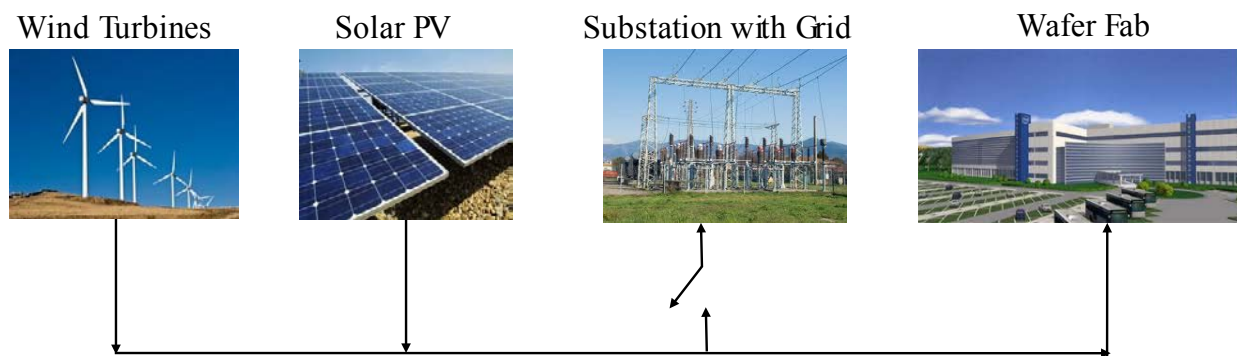 Wind Turbines
Solar PV
Substation with Grid
Wafer Fab